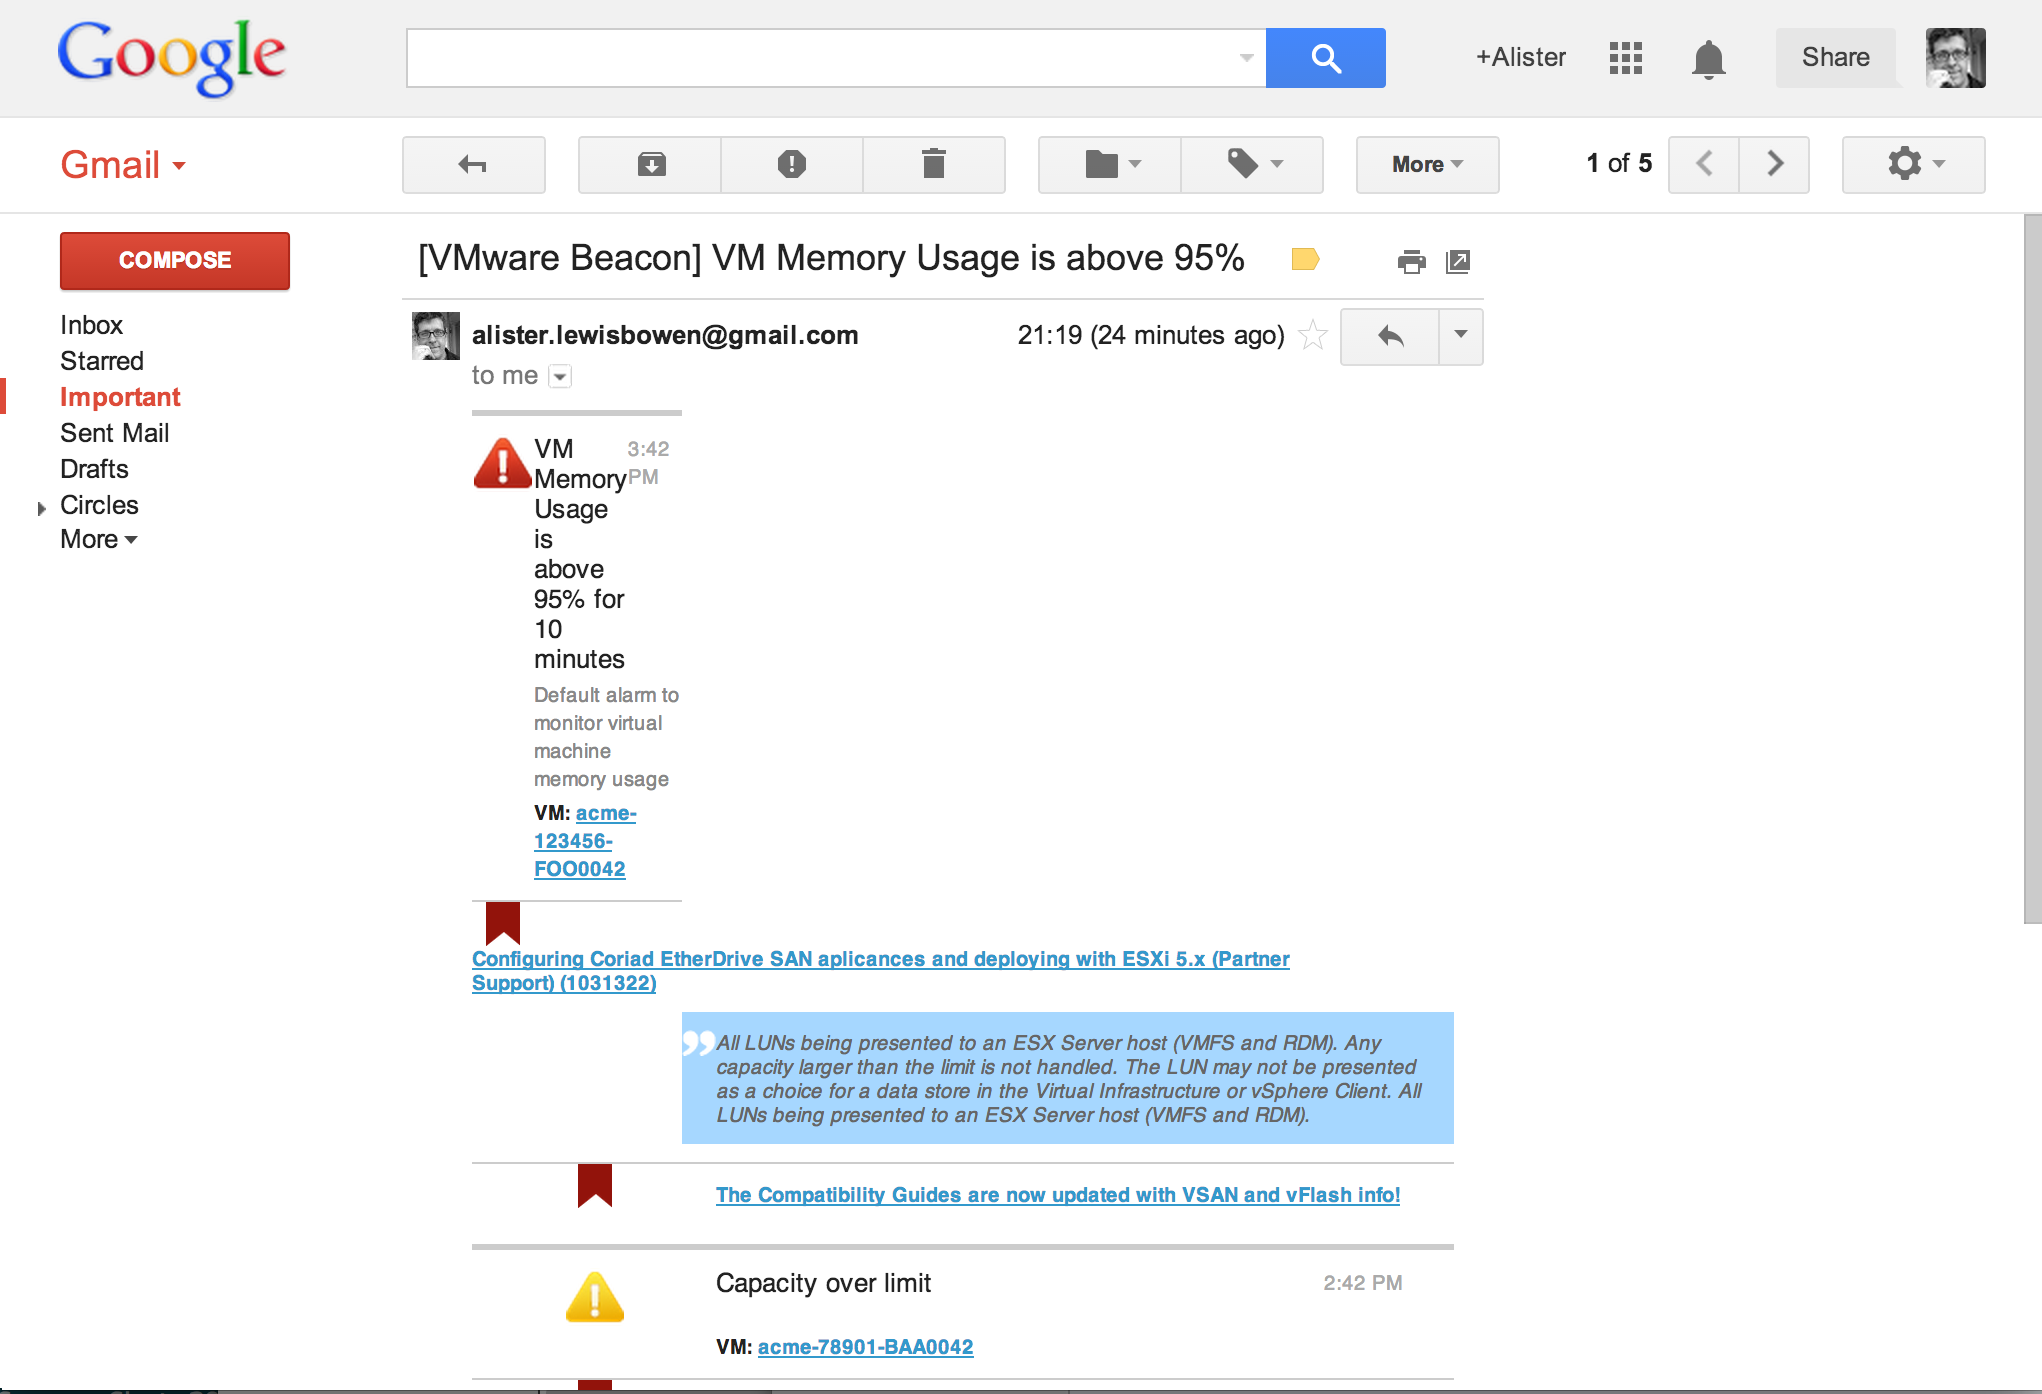 Google
+Alister
Share
Gmail
More
1 of 5
COMPOSE
Inbox
Starred
Important
Sent Mail
Drafts
Circles
More
[VMware Beacon] VM Memory Usage is above 95%
alister.lewisbowen@gmail.com
21:19 (24 minutes ago)
to me
VM
Memory
Usage
is
above
95% for
10
minutes
3:42
PM
Default alarm to
monitor virtual
machine
memory usage
VM: acme-
123456-
FOO0042
Configuring Coriad EtherDrive SAN aplicances and deploying with ESXi 5.x (Partner
Support) (1031322)
All LUNs being presented to an ESX Server host (VMFS and RDM). Any
capacity larger than the limit is not handled. The LUN may not be presented
as a choice for a data store in the Virtual Infrastructure or vSphere Client. All
LUNs being presented to an ESX Server host (VMFS and RDM).
The Compatibility Guides are now updated with VSAN and vFlash info!
Capacity over limit
2:42 PM
VM: acme-78901-BAA0042